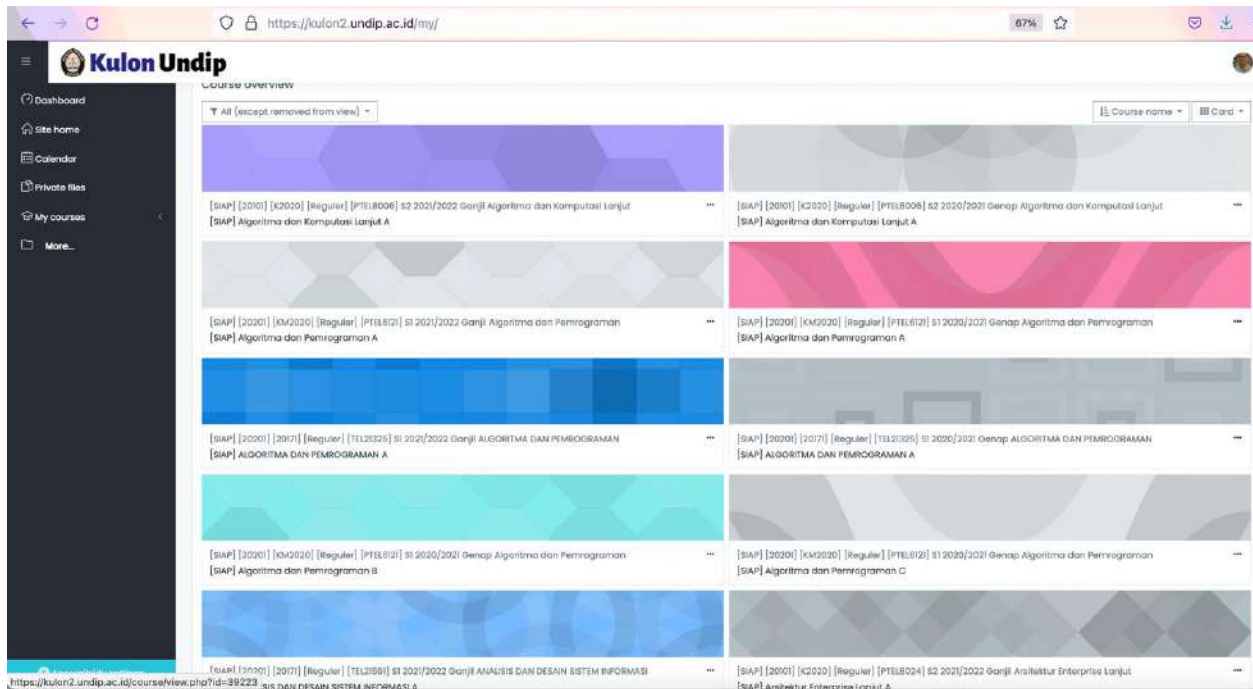 https://kulon2.undip.ac.id/my/
67%
Kulon Undip
Course overview
Dashboard
Site home
Calendar
Private files
My courses
More...
All (except removed from view)
Course name
Card
[SIAP] [20101] [K2020] [Reguler] [PTEL8006] S2 2021/2022 Ganjil Algoritma dan Komputasi Lanjut
[SIAP] Algoritma dan Komputasi Lanjut A
[SIAP] [20101] [K2020] [Reguler] [PTEL8006] S2 2020/2021 Genap Algoritma dan Komputasi Lanjut
[SIAP] Algoritma dan Komputasi Lanjut A
[SIAP] [20201] [KM2020] [Reguler] [PTEL6121] S1 2021/2022 Ganjil Algoritma dan Pemrograman
[SIAP] Algoritma dan Pemrograman A
[SIAP] [20201] [KM2020] [Reguler] [PTEL6121] S1 2020/2021 Genap Algoritma dan Pemrograman
[SIAP] Algoritma dan Pemrograman A
[SIAP] [20201] [2017] [Reguler] [TEL21325] S1 2021/2022 Ganjil ALGORITMA DAN PEMROGRAMAN
[SIAP] ALGORITMA DAN PEMROGRAMAN A
[SIAP] [20201] [2017] [Reguler] [TEL21325] S1 2020/2021 Genap ALGORITMA DAN PEMROGRAMAN
[SIAP] ALGORITMA DAN PEMROGRAMAN A
[SIAP] [20201] [KM2020] [Reguler] [PTEL6121] S1 2020/2021 Genap Algoritma dan Pemrograman
[SIAP] Algoritma dan Pemrograman B
[SIAP] [20201] [KM2020] [Reguler] [PTEL6121] S1 2020/2021 Genap Algoritma dan Pemrograman
[SIAP] Algoritma dan Pemrograman C
[SIAP] [20201] [2017] [Reguler] [TEL21561] S1 2021/2022 Ganjil ANALISIS DAN DESAIN SISTEM INFORMASI
DAN DESAIN SISTEM INFORMASI A
[SIAP] [20101] [K2020] [Reguler] [PTEL8024] S2 2021/2022 Ganjil Arsitektur Enterprise Lanjut
[SIAP] Arsitektur Enterprise Lanjut A
https://kulon2.undip.ac.id/course/view.php?id=39223